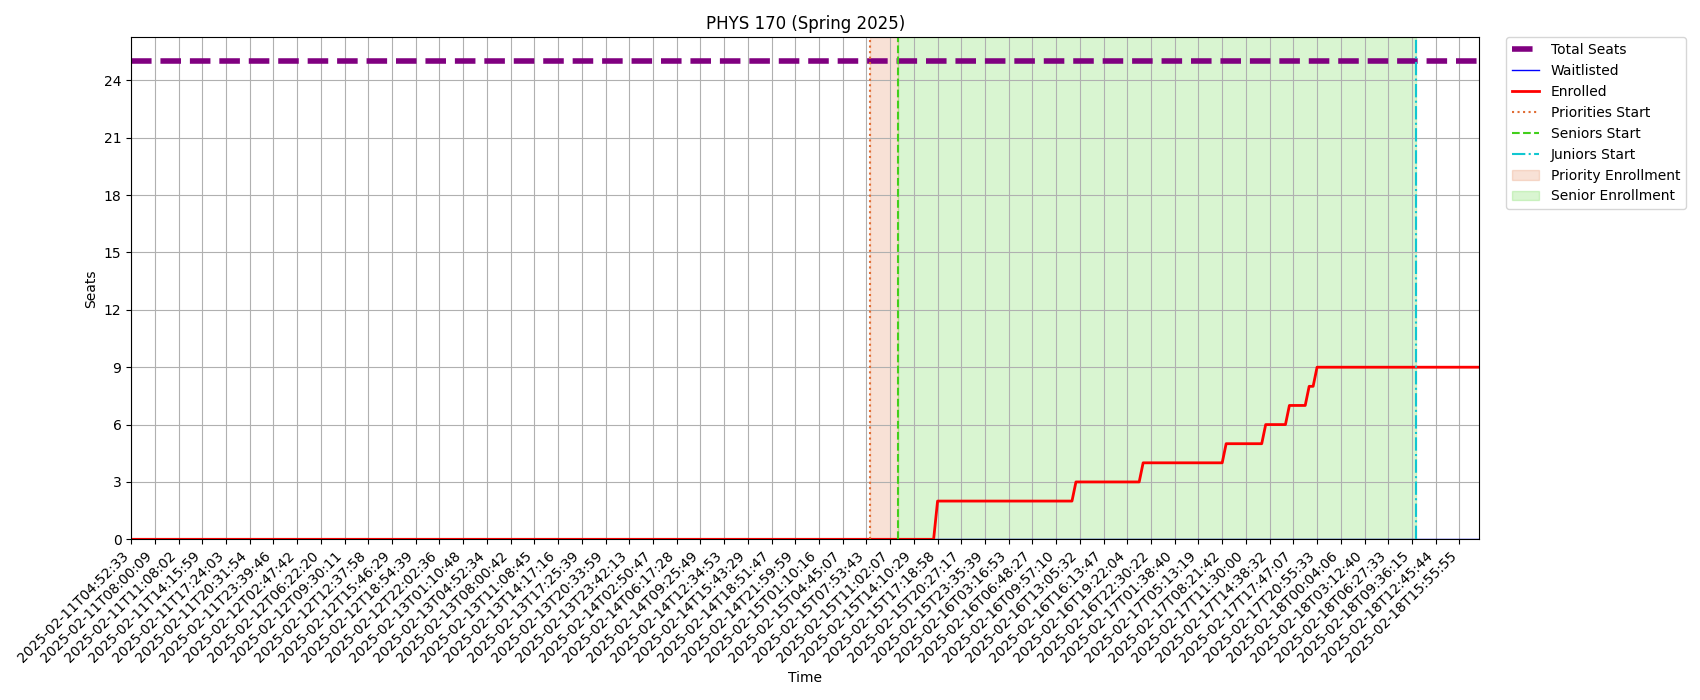 PHYS 170 (Spring 2025)
Total Seats
Waitlisted
Enrolled
Priorities Start
Seniors Start
Juniors Start
Priority Enrollment
Senior Enrollment
Seats
24
21
18
15
12
9
6
3
0
2025-02-11T04:52:33
2025-02-11T08:00:09
2025-02-11T11:08:02
2025-02-11T14:15:59
2025-02-11T17:24:03
2025-02-11T20:31:54
2025-02-11T23:39:46
2025-02-12T02:47:42
2025-02-12T06:22:20
2025-02-12T09:30:11
2025-02-12T12:37:58
2025-02-12T15:46:29
2025-02-12T18:54:39
2025-02-12T22:02:36
2025-02-13T01:10:48
2025-02-13T04:52:34
2025-02-13T08:00:42
2025-02-13T11:08:45
2025-02-13T14:17:16
2025-02-13T17:25:39
2025-02-13T20:33:59
2025-02-13T23:42:13
2025-02-14T02:50:47
2025-02-14T06:17:28
2025-02-14T09:25:49
2025-02-14T12:34:53
2025-02-14T15:43:29
2025-02-14T18:51:47
2025-02-14T21:59:59
2025-02-15T01:10:16
2025-02-15T04:45:07
2025-02-15T07:53:43
2025-02-15T11:02:07
2025-02-15T14:10:29
2025-02-15T17:18:58
2025-02-15T20:27:17
2025-02-15T23:35:39
2025-02-16T03:16:53
2025-02-16T06:48:27
2025-02-16T09:57:10
2025-02-16T13:05:32
2025-02-16T16:13:47
2025-02-16T19:22:04
2025-02-16T22:30:22
2025-02-17T01:38:40
2025-02-17T05:13:19
2025-02-17T08:21:42
2025-02-17T11:30:00
2025-02-17T14:38:32
2025-02-17T17:47:07
2025-02-17T20:55:33
2025-02-18T00:04:06
2025-02-18T03:12:40
2025-02-18T06:27:33
2025-02-18T09:36:15
2025-02-18T12:45:44
2025-02-18T15:55:55
Time